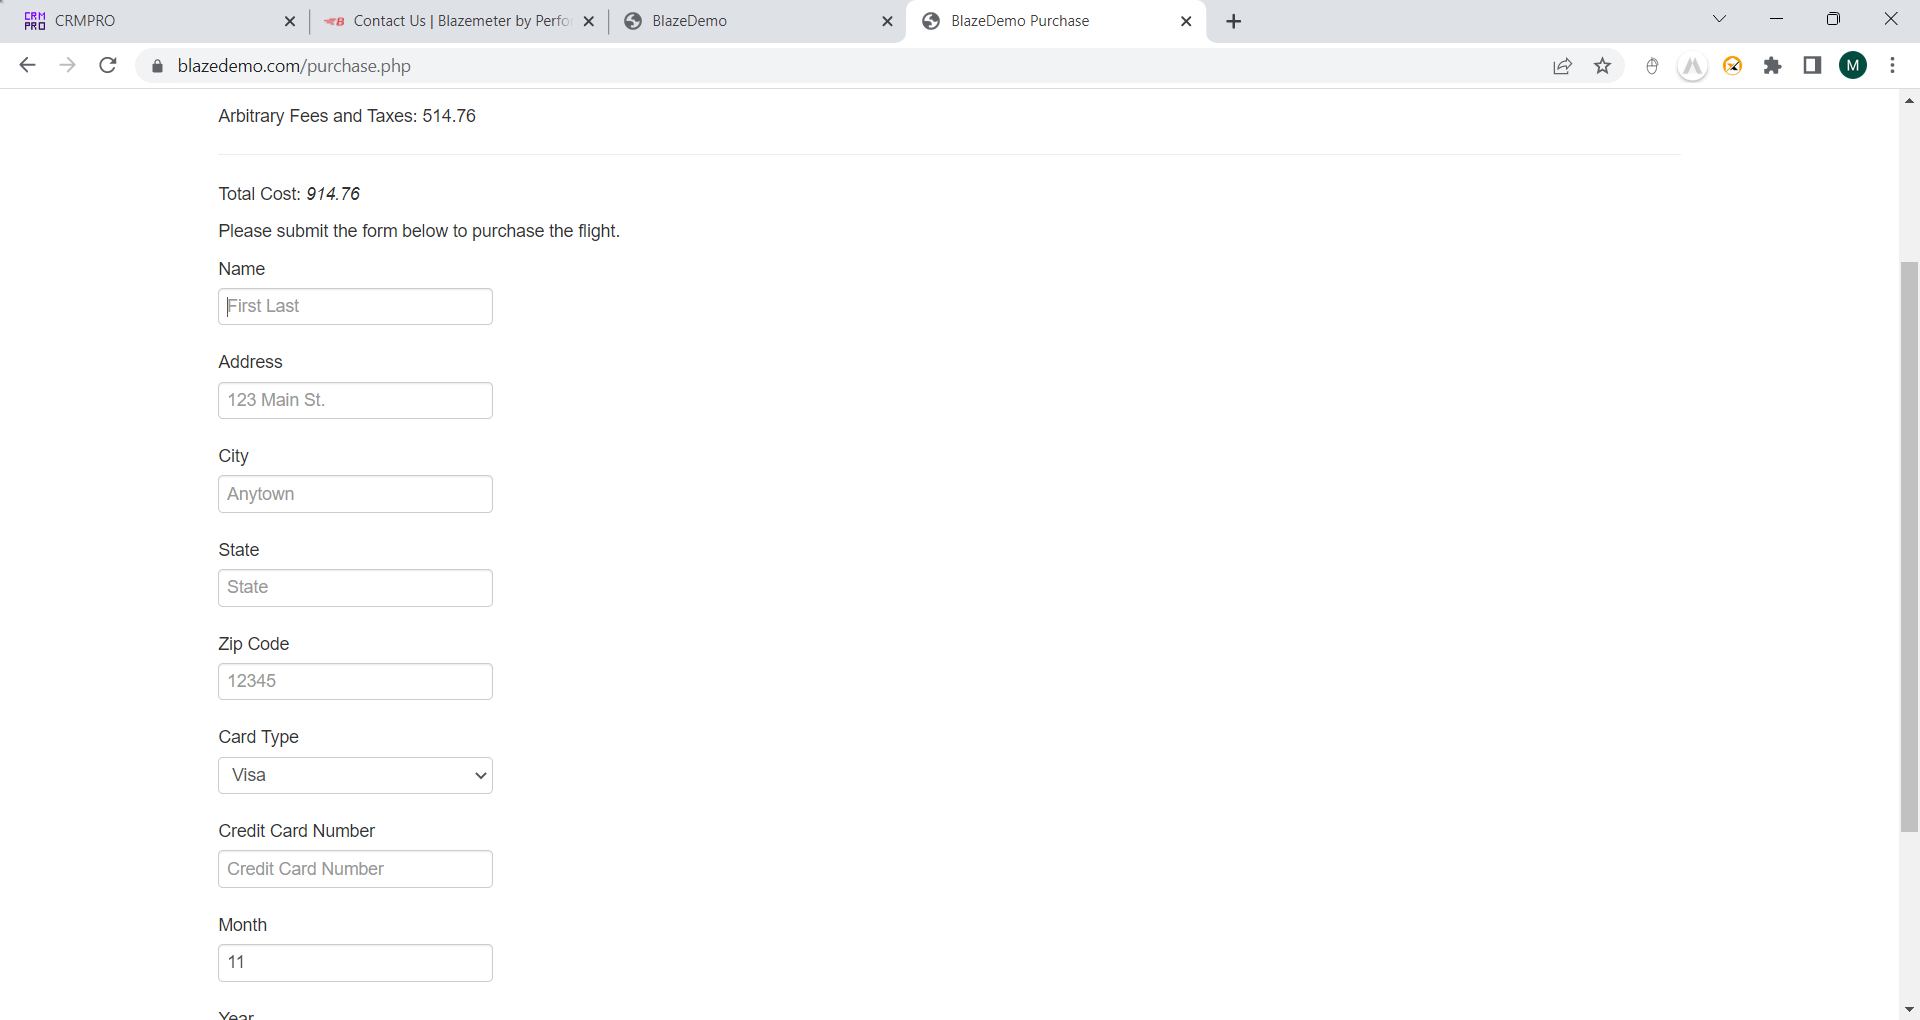 CRM
PRO
CRMPRO
B
Contact Us | Blazemeter by Perfo
BlazeDemo
BlazeDemo Purchase
blazedemo.com/purchase.php
M
Arbitrary Fees and Taxes: 514.76
Total Cost: 914.76
Please submit the form below to purchase the flight.
Name
First Last
Address
123 Main St.
City
Anytown
State
State
Zip Code
12345
Card Type
Visa
Credit Card Number
Credit Card Number
Month
11
Year